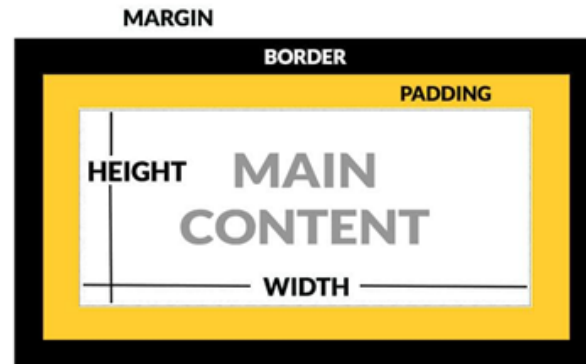 MARGIN
BORDER
PADDING
HEIGHT
MAIN
CONTENT
WIDTH